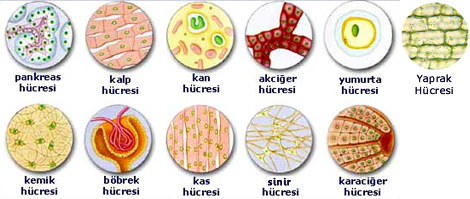 pankreas
hücresi
kalp
hücresi
kan
hücresi
akciğer
hücresi
yumurta
hücresi
Yaprak
Hücresi
kemik
hücresi
böbrek
hücresi
kas
hücresi
sinir
hücresi
karaciğer
hücresi